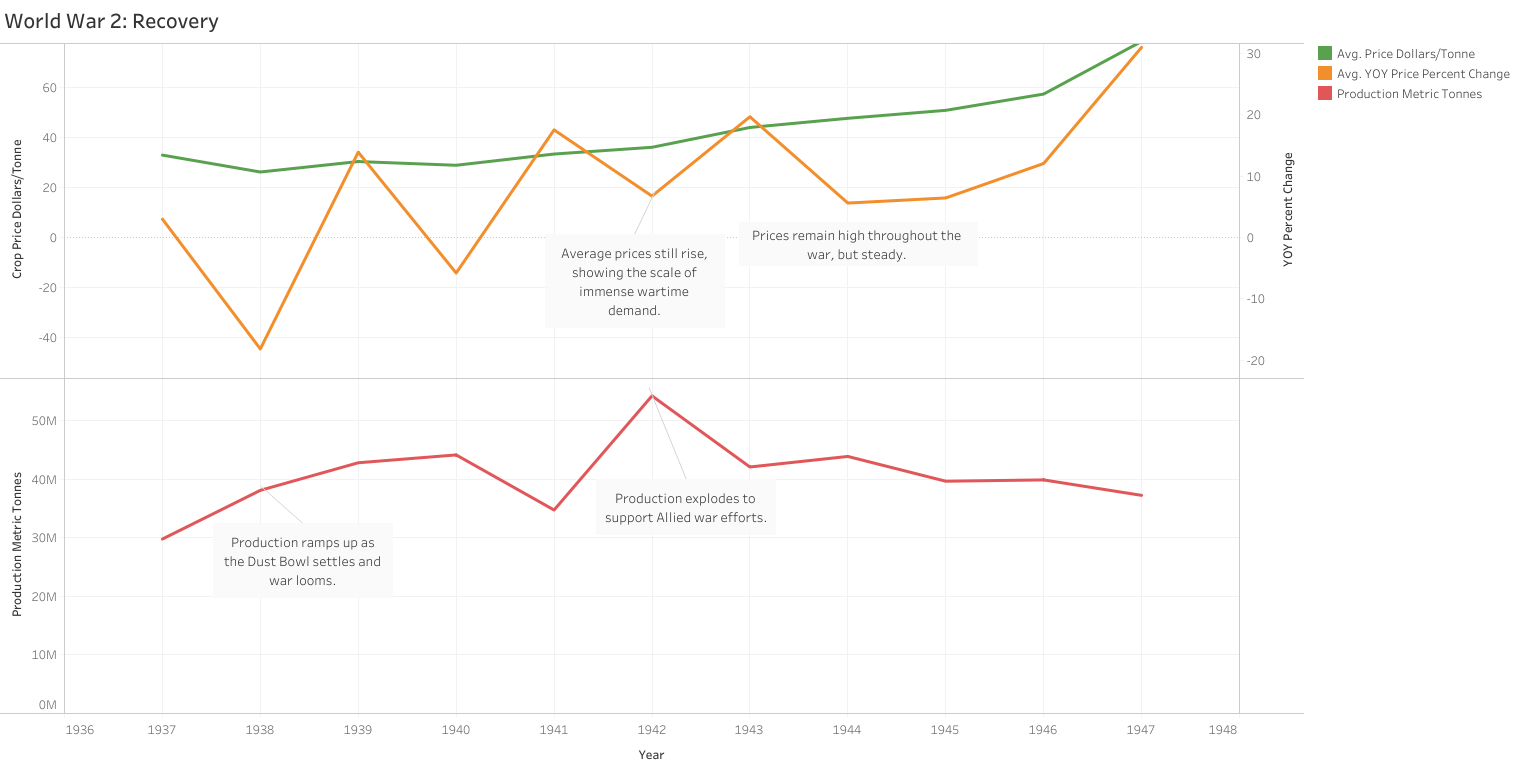 World War 2: Recovery
Avg. Price Dollars/Tonne
Avg. YOY Price Percent Change
Production Metric Tonnes
Crop Price Dollars/Tonne
60
40
20
0
-20
-40
30
20
10
0
-10
-20
YOY Percent Change
Average prices still rise,
showing the scale of
immense wartime
demand.
Prices remain high throughout the
war, but steady.
Production Metric Tonnes
50M
40M
30M
20M
10M
0M
Production ramps up as
the Dust Bowl settles and
war looms.
Production explodes to
support Allied war efforts.
1936 1937 1938 1939 1940 1941 1942 1943 1944 1945 1946 1947 1948
Year